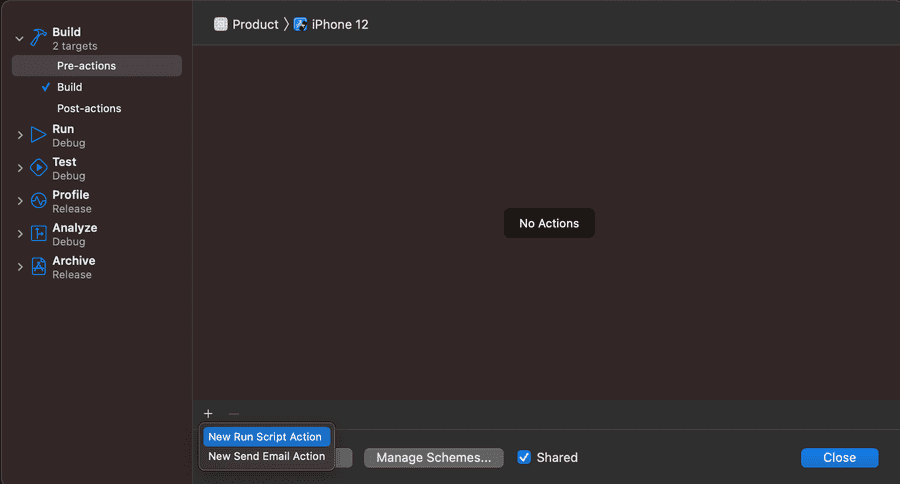 Product 〉 iPhone 12
Build
2 targets
Pre-actions
Build
Post-actions
Run
Debug
Test
Debug
Profile
Release
Analyze
Debug
Archive
Release
No Actions
+ —
New Run Script Action
New Send Email Action
Manage Schemes...
Shared
Close